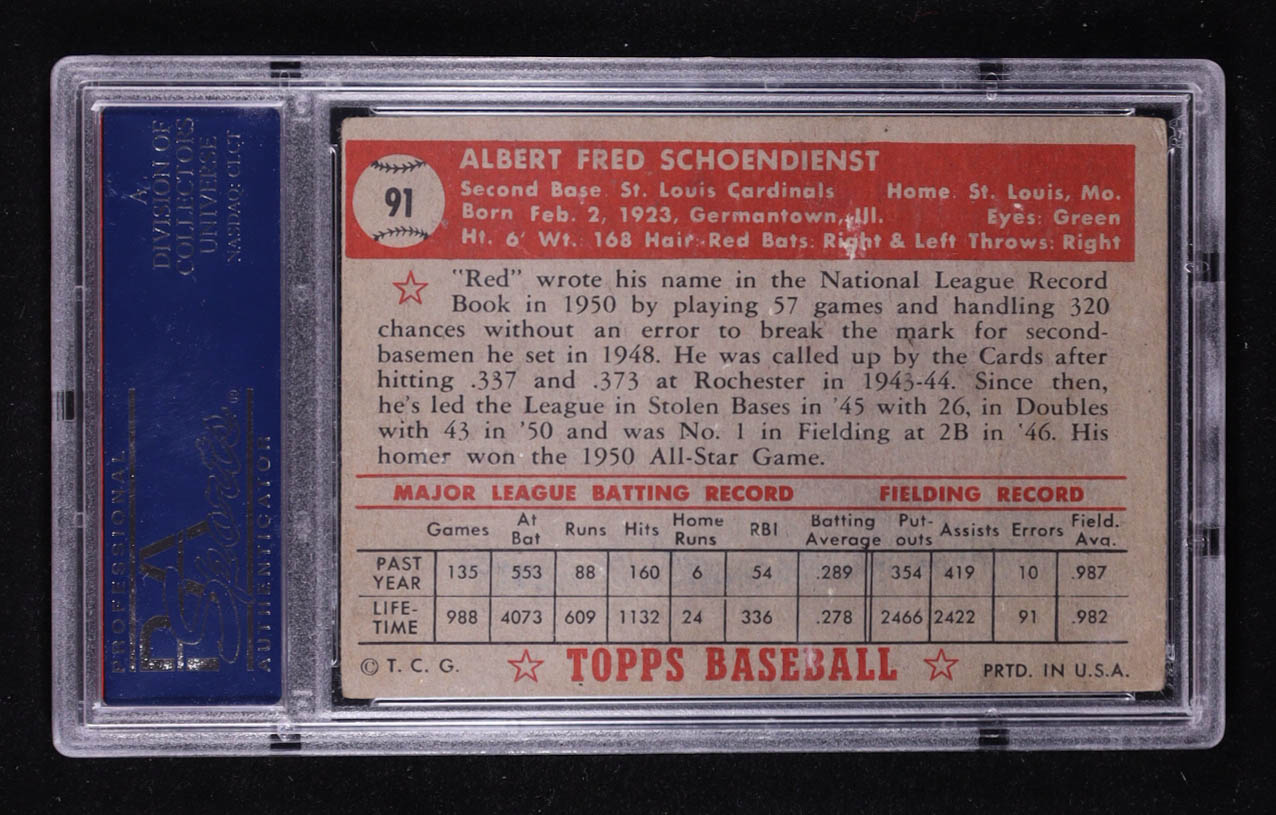 A
DIVISION OF
COLLECTORS
UNIVERSE
NASDAQ: CLCT
PROFESSIONAL
PSA
Sports®
AUTHENTICATOR
91
ALBERT FRED SCHOENDIENST
Second Base St. Louis Cardinals Home: St. Louis, Mo.
Born Feb. 2, 1923, Germantown, Ill. Eyes: Green
Ht. 6' Wt.: 168 Hair: Red Bats: Right & Left Throws: Right
"Red" wrote his name in the National League Record
Book in 1950 by playing 57 games and handling 320
chances without an error to break the mark for second-
basemen he set in 1948. He was called up by the Cards after
hitting .337 and .373 at Rochester in 1943-44. Since then,
he's led the League in Stolen Bases in '45 with 26, in Doubles
with 43 in '50 and was No. 1 in Fielding at 2B in '46. His
homer won the 1950 All-Star Game.
MAJOR LEAGUE BATTING RECORD FIELDING RECORD
Games At Bat Runs Hits Home Runs RBI Batting Average Put-outs Assists Errors Field. Avg.
PAST YEAR 135 553 88 160 6 54 .289 354 419 10 .987
LIFE-TIME 988 4073 609 1132 24 336 .278 2466 2422 91 .982
© T. C. G. TOPPS BASEBALL PRTD. IN U.S.A.